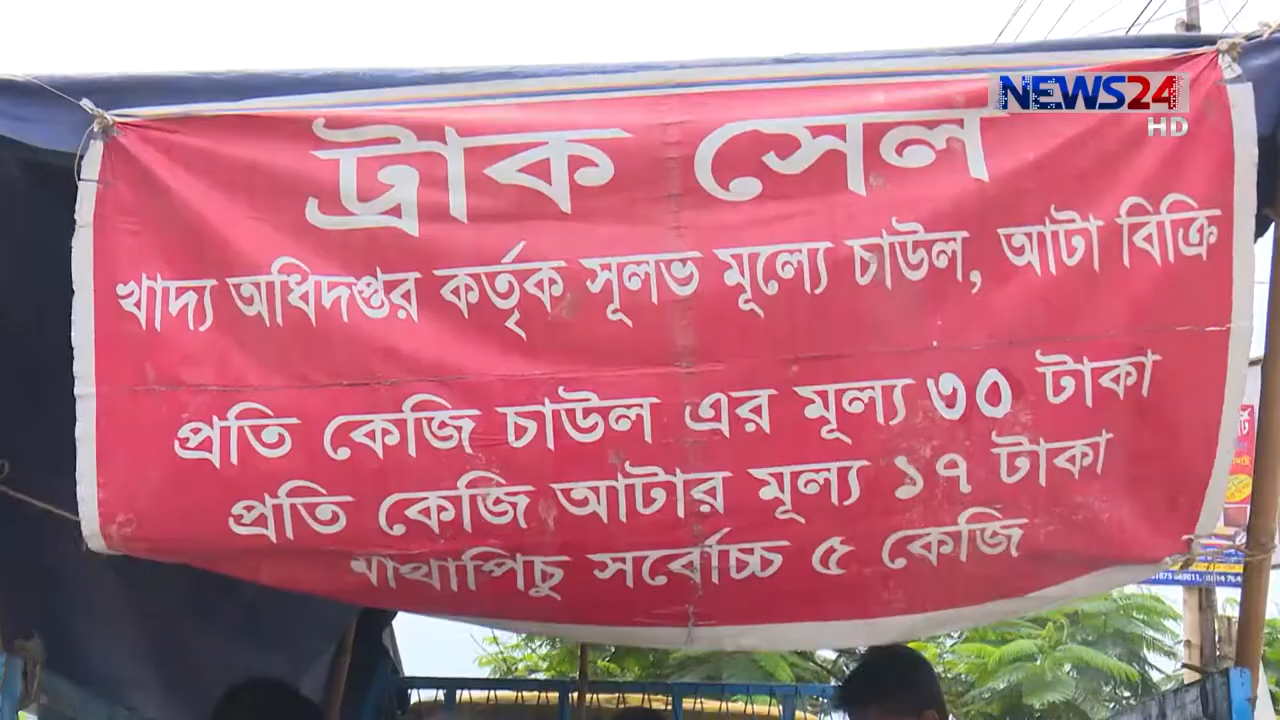 NEWS24
HD
ট্রাক সেল
খাদ্য অধিদপ্তর কর্তৃক সূলভ মূল্যে চাউল, আটা বিক্রি
প্রতি কেজি চাউল এর মূল্য ৩০ টাকা
প্রতি কেজি আটার মূল্য ১৭ টাকা
মাথাপিচু সর্বোচ্চ ৫ কেজি